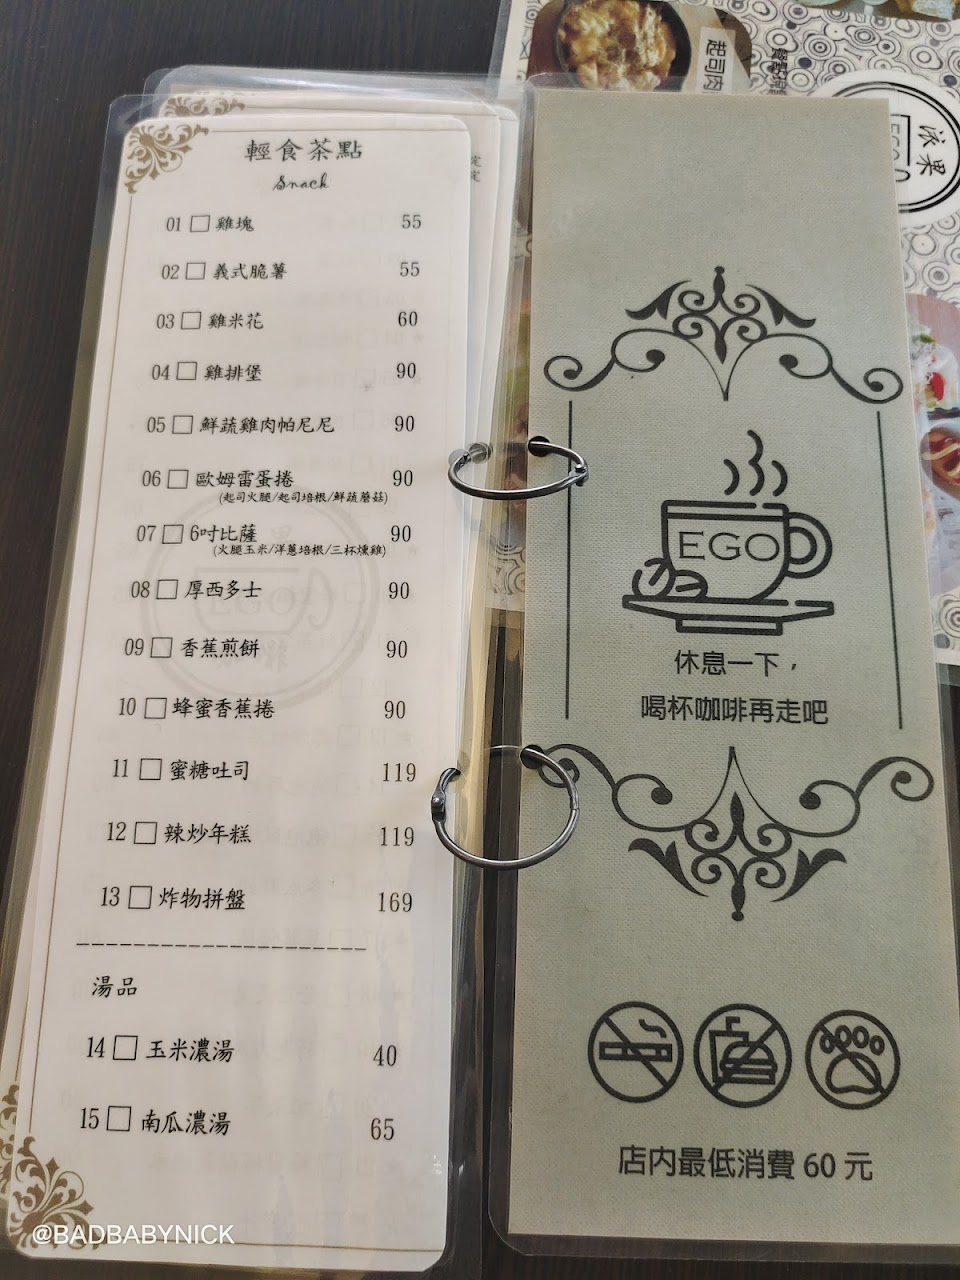 輕食茶點
Snack
01 雞塊 55
02 義式脆薯 55
03 雞米花 60
04 雞排堡 90
05 鮮蔬雞肉帕尼尼 90
06 歐姆雷蛋捲 90
(起司火腿/起司培根/鮮蔬蘑菇)
07 6吋比薩 90
(火腿玉米/洋蔥培根/三杯燻雞)
08 厚西多士 90
09 香蕉煎餅 90
10 蜂蜜香蕉捲 90
11 蜜糖吐司 119
12 辣炒年糕 119
13 炸物拼盤 169
湯品
14 玉米濃湯 40
15 南瓜濃湯 65
@BADBABYNICK
EGO
休息一下，
喝杯咖啡再走吧
店內最低消費 60 元
起司肉